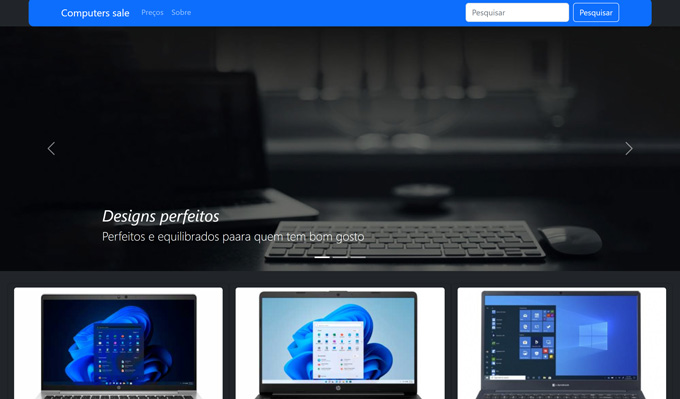 Computers sale
Preços
Sobre
Pesquisar
Pesquisar
Designs perfeitos
Perfeitos e equilibrados paara quem tem bom gosto